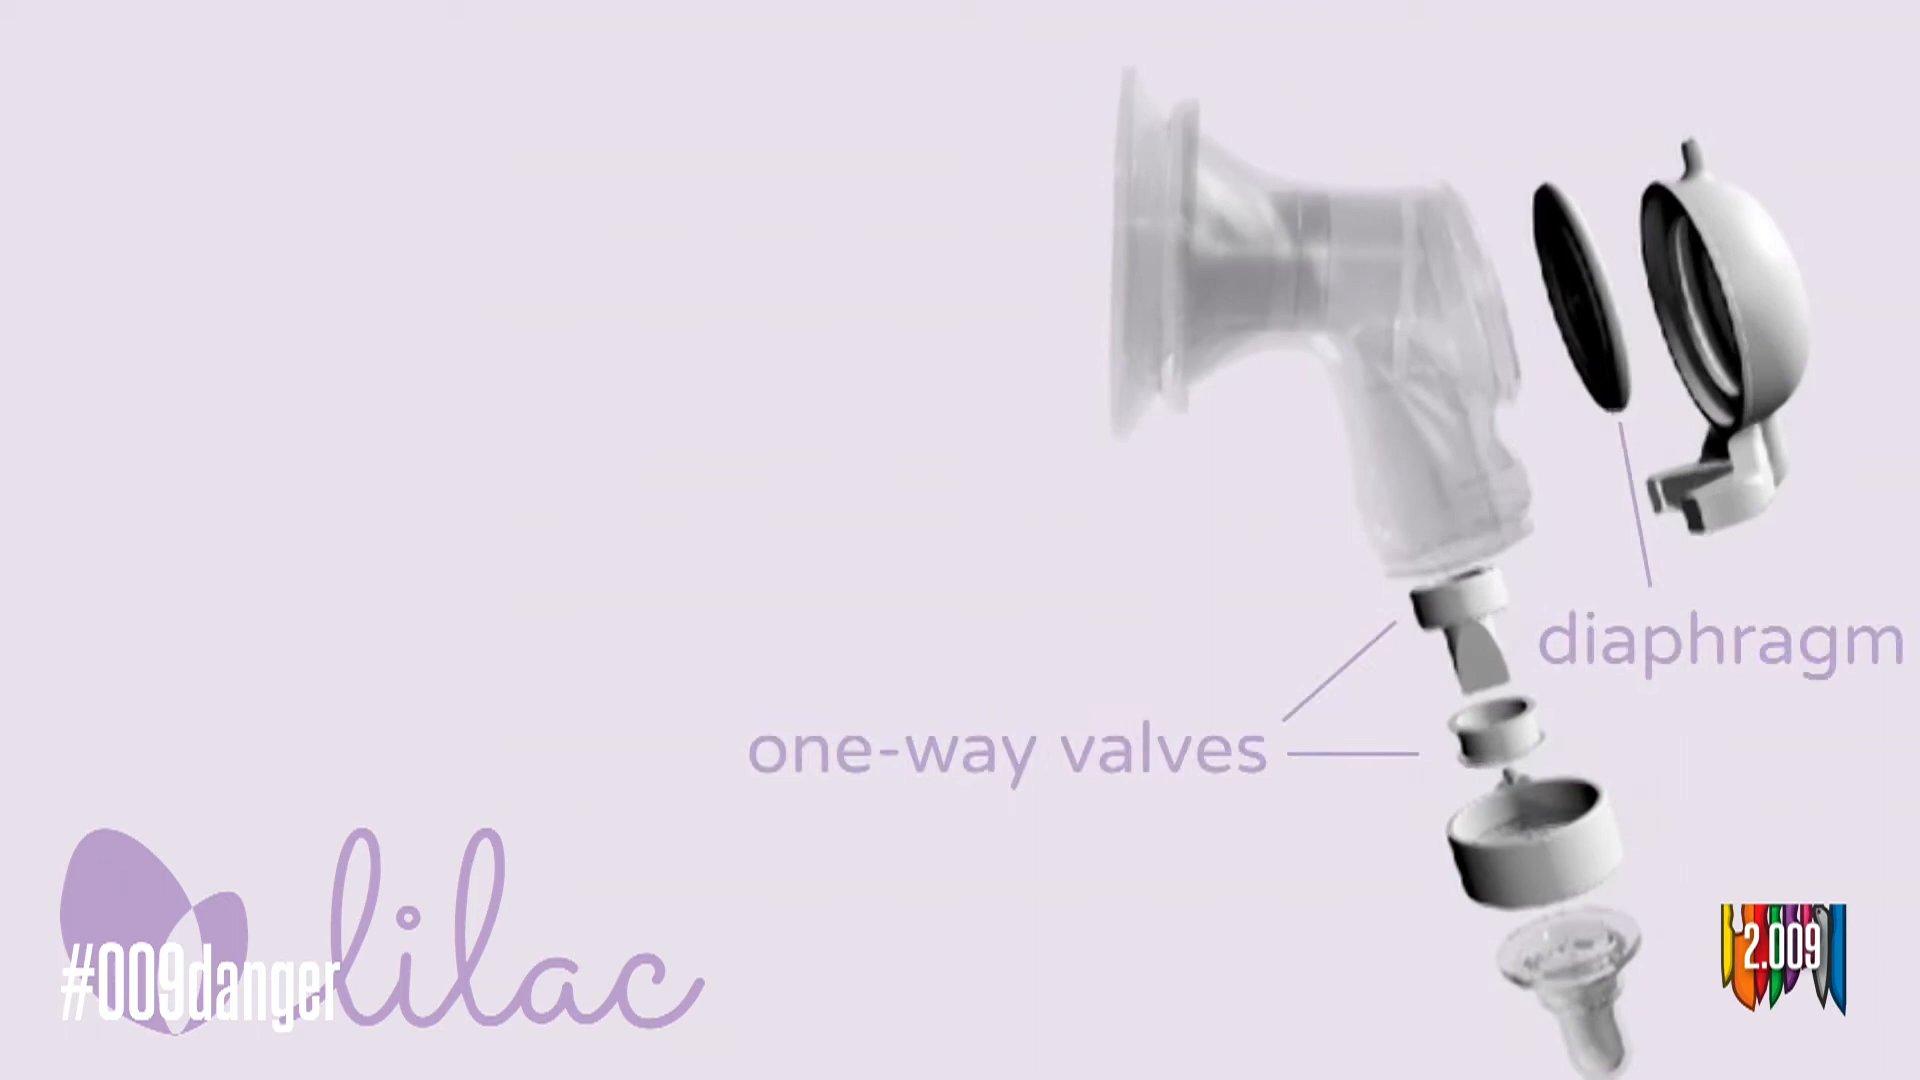 diaphragm
one-way valves
lilac
#009danger
2.009